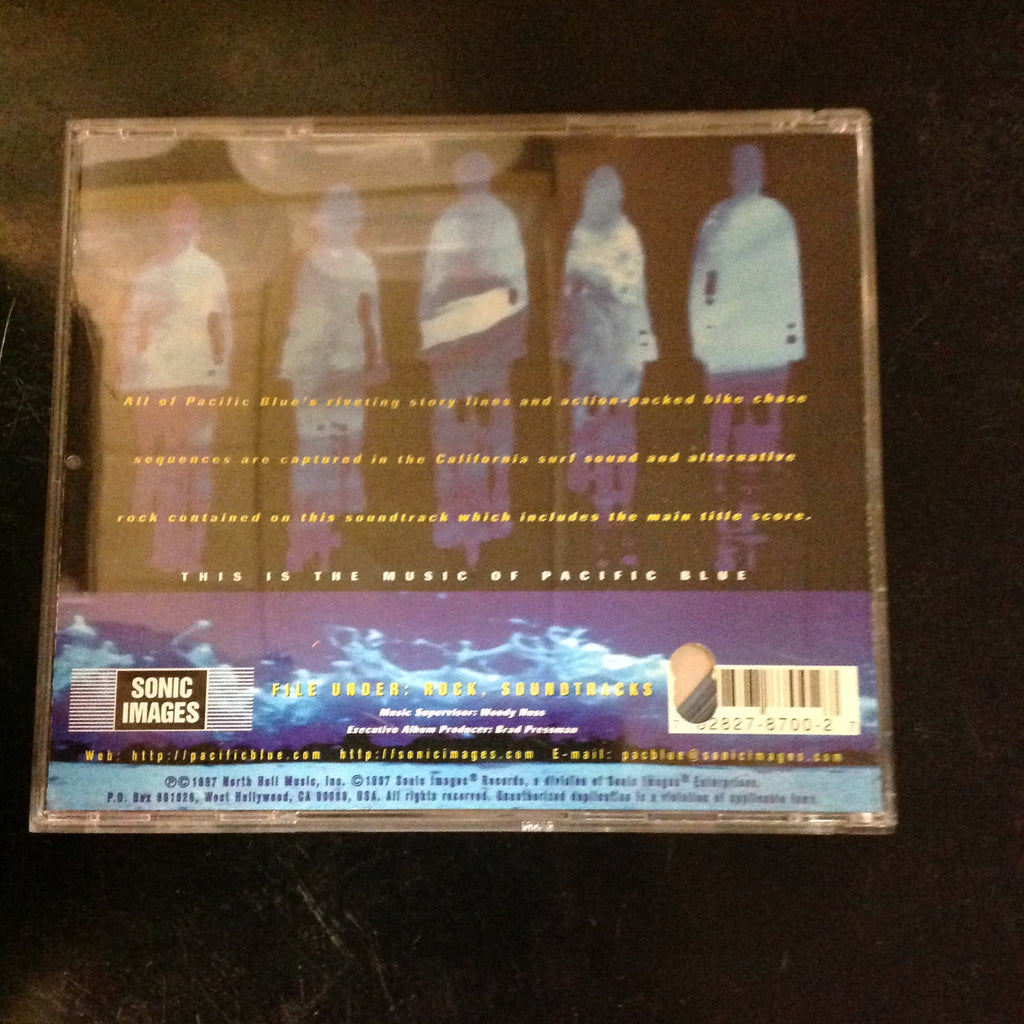 All of Pacific Blue's riveting story lines and action-packed bike chase
sequences are captured in the California surf sound and alternative
rock contained on this soundtrack which includes the main title score.
THIS IS THE MUSIC OF PACIFIC BLUE
SONIC
IMAGES
FILE UNDER: ROCK, SOUNDTRACKS
Music Supervisor:
Executive Album Producer: Brad Pressman
82827-8700-2 7
Web: http://pacificblue.com http://sonicimages.com E-mail: pacblue@sonicimages.com
℗©1997 North Hall Music, Inc. ©1997 Sonic Images® Records, a division of Sonic Images® Enterprises.
P.O. Box West Hollywood, CA USA. All rights reserved. Unauthorized duplication is a violation of applicable laws.